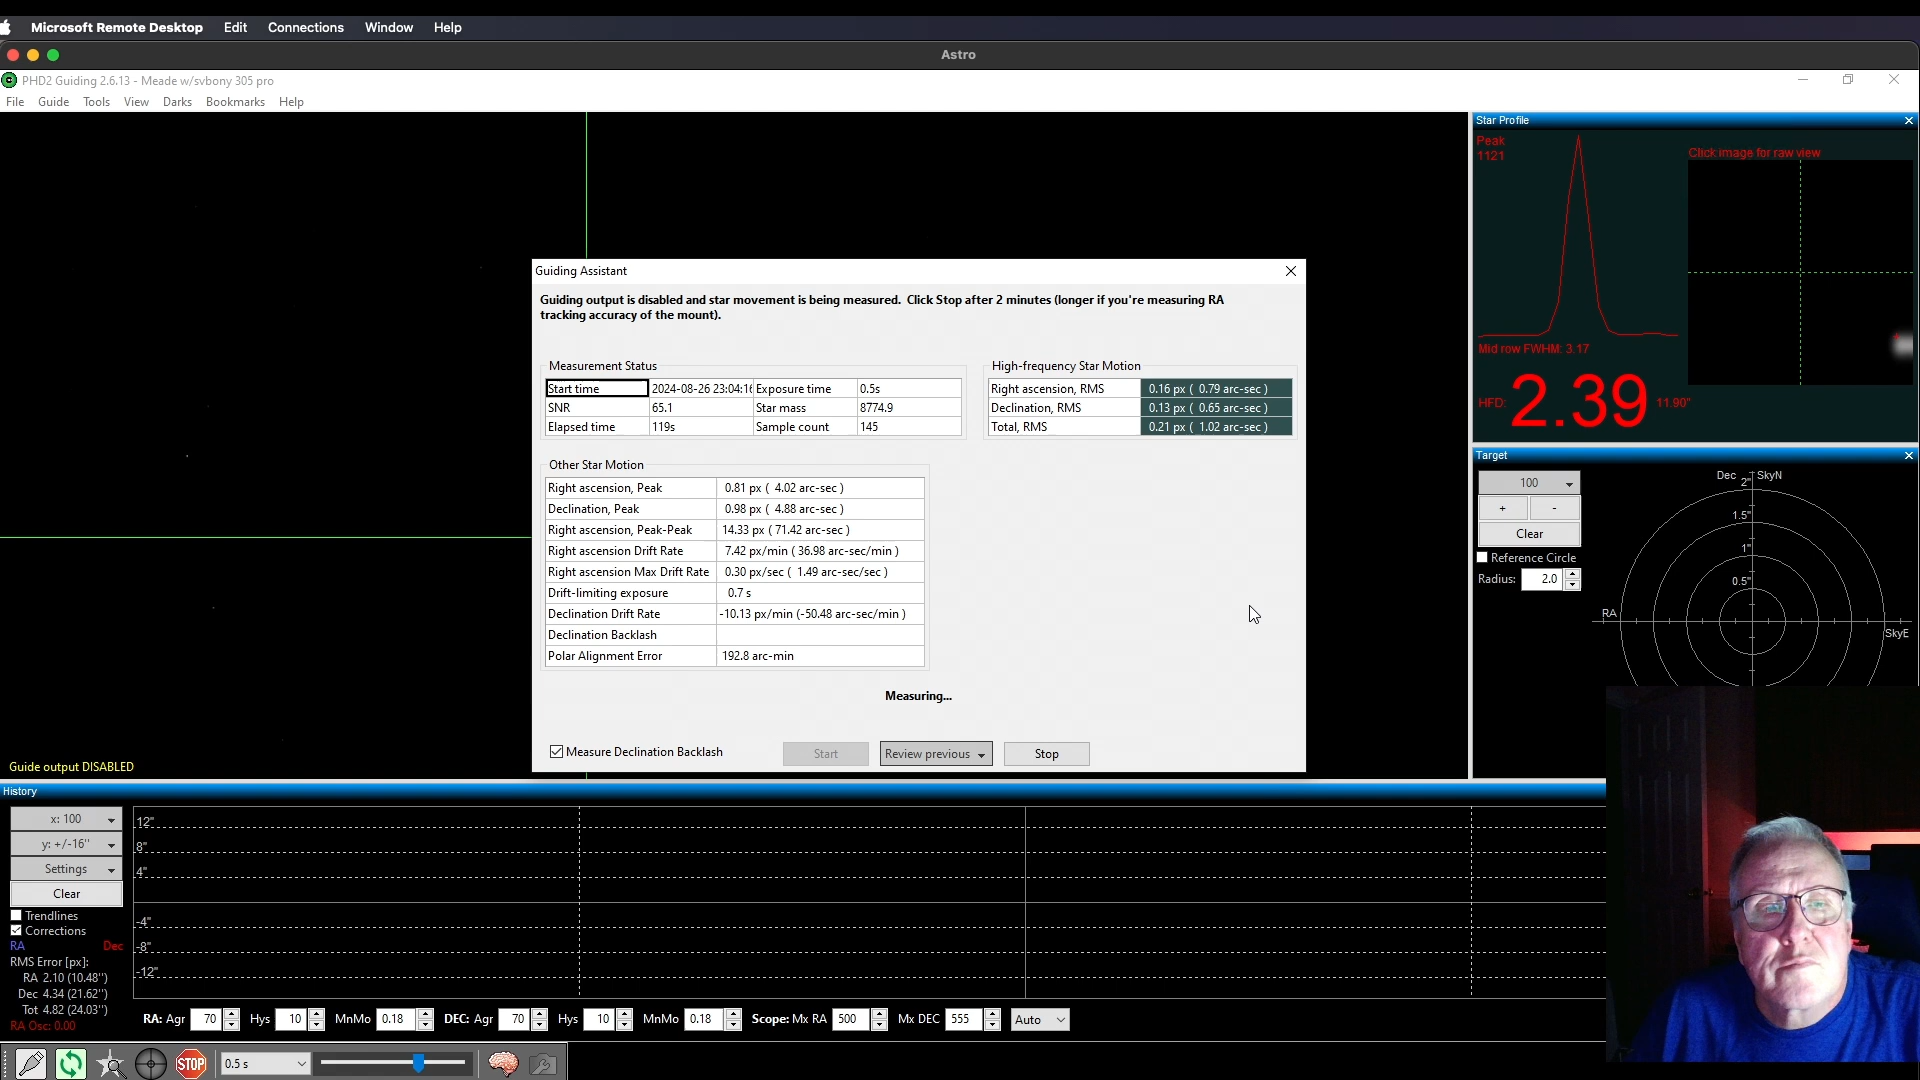 Microsoft Remote Desktop Edit Connections Window Help
Astro
PHD2 Guiding 2.6.13 - Meade w/svbony 305 pro
File Guide Tools View Darks Bookmarks Help
Star Profile
Peak
1121
Click image for raw view
Mid row FWHM: 3.17
HFD: 2.39 11.90"
Guiding Assistant
Guiding output is disabled and star movement is being measured. Click Stop after 2 minutes (longer if you're measuring RA
tracking accuracy of the mount).
Measurement Status
Start time 2024-08-26 23:04:16 Exposure time 0.5s
SNR 65.1 Star mass 8774.9
Elapsed time 119s Sample count 145
High-frequency Star Motion
Right ascension, RMS 0.16 px ( 0.79 arc-sec )
Declination, RMS 0.13 px ( 0.65 arc-sec )
Total, RMS 0.21 px ( 1.02 arc-sec )
Other Star Motion
Right ascension, Peak 0.81 px ( 4.02 arc-sec )
Declination, Peak 0.98 px ( 4.88 arc-sec )
Right ascension, Peak-Peak 14.33 px ( 71.42 arc-sec )
Right ascension Drift Rate 7.42 px/min ( 36.98 arc-sec/min )
Right ascension Max Drift Rate 0.30 px/sec ( 1.49 arc-sec/sec )
Drift-limiting exposure 0.7 s
Declination Drift Rate -10.13 px/min (-50.48 arc-sec/min )
Declination Backlash
Polar Alignment Error 192.8 arc-min
Measuring...
Measure Declination Backlash Start Review previous Stop
Target
100
+ -
Clear
Reference Circle
Radius: 2.0
Dec SkyN
2"
1.5"
1"
0.5"
RA
SkyE
Guide output DISABLED
History
x: 100
y: +/-16"
Settings
Clear
Trendlines
Corrections
RA Dec
RMS Error [px]:
RA 2.10 (10.48")
Dec 4.34 (21.62")
Tot 4.82 (24.03")
RA Osc: 0.00
12"
8"
4"
-4"
-8"
-12"
RA: Agr 70 Hys 10 MnMo 0.18 DEC: Agr 70 Hys 10 MnMo 0.18 Scope: Mx RA 500 Mx DEC 555 Auto
STOP 0.5 s